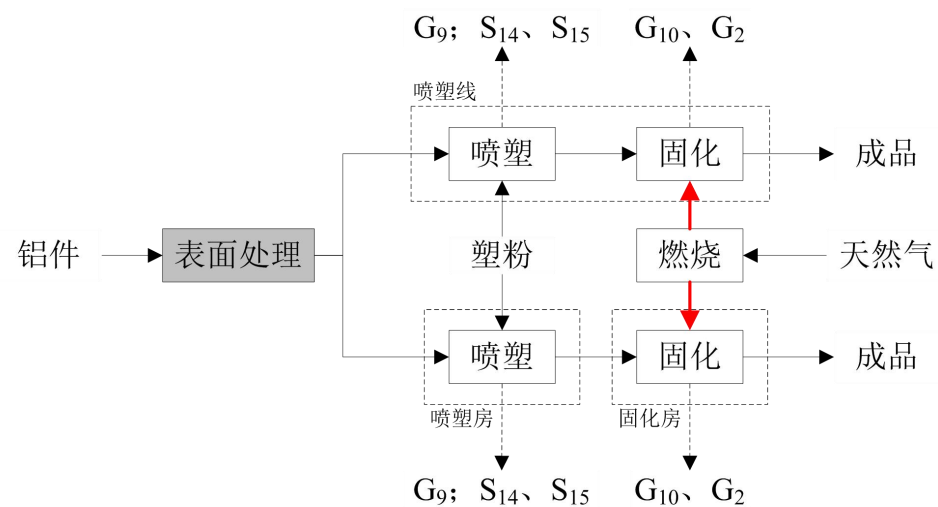 G₉；S₁₄、S₁₅ G₁₀、G₂
喷塑线
喷塑 固化 成品
铝件 表面处理 塑粉 燃烧 天然气
喷塑 固化 成品
喷塑房 固化房
G₉；S₁₄、S₁₅ G₁₀、G₂